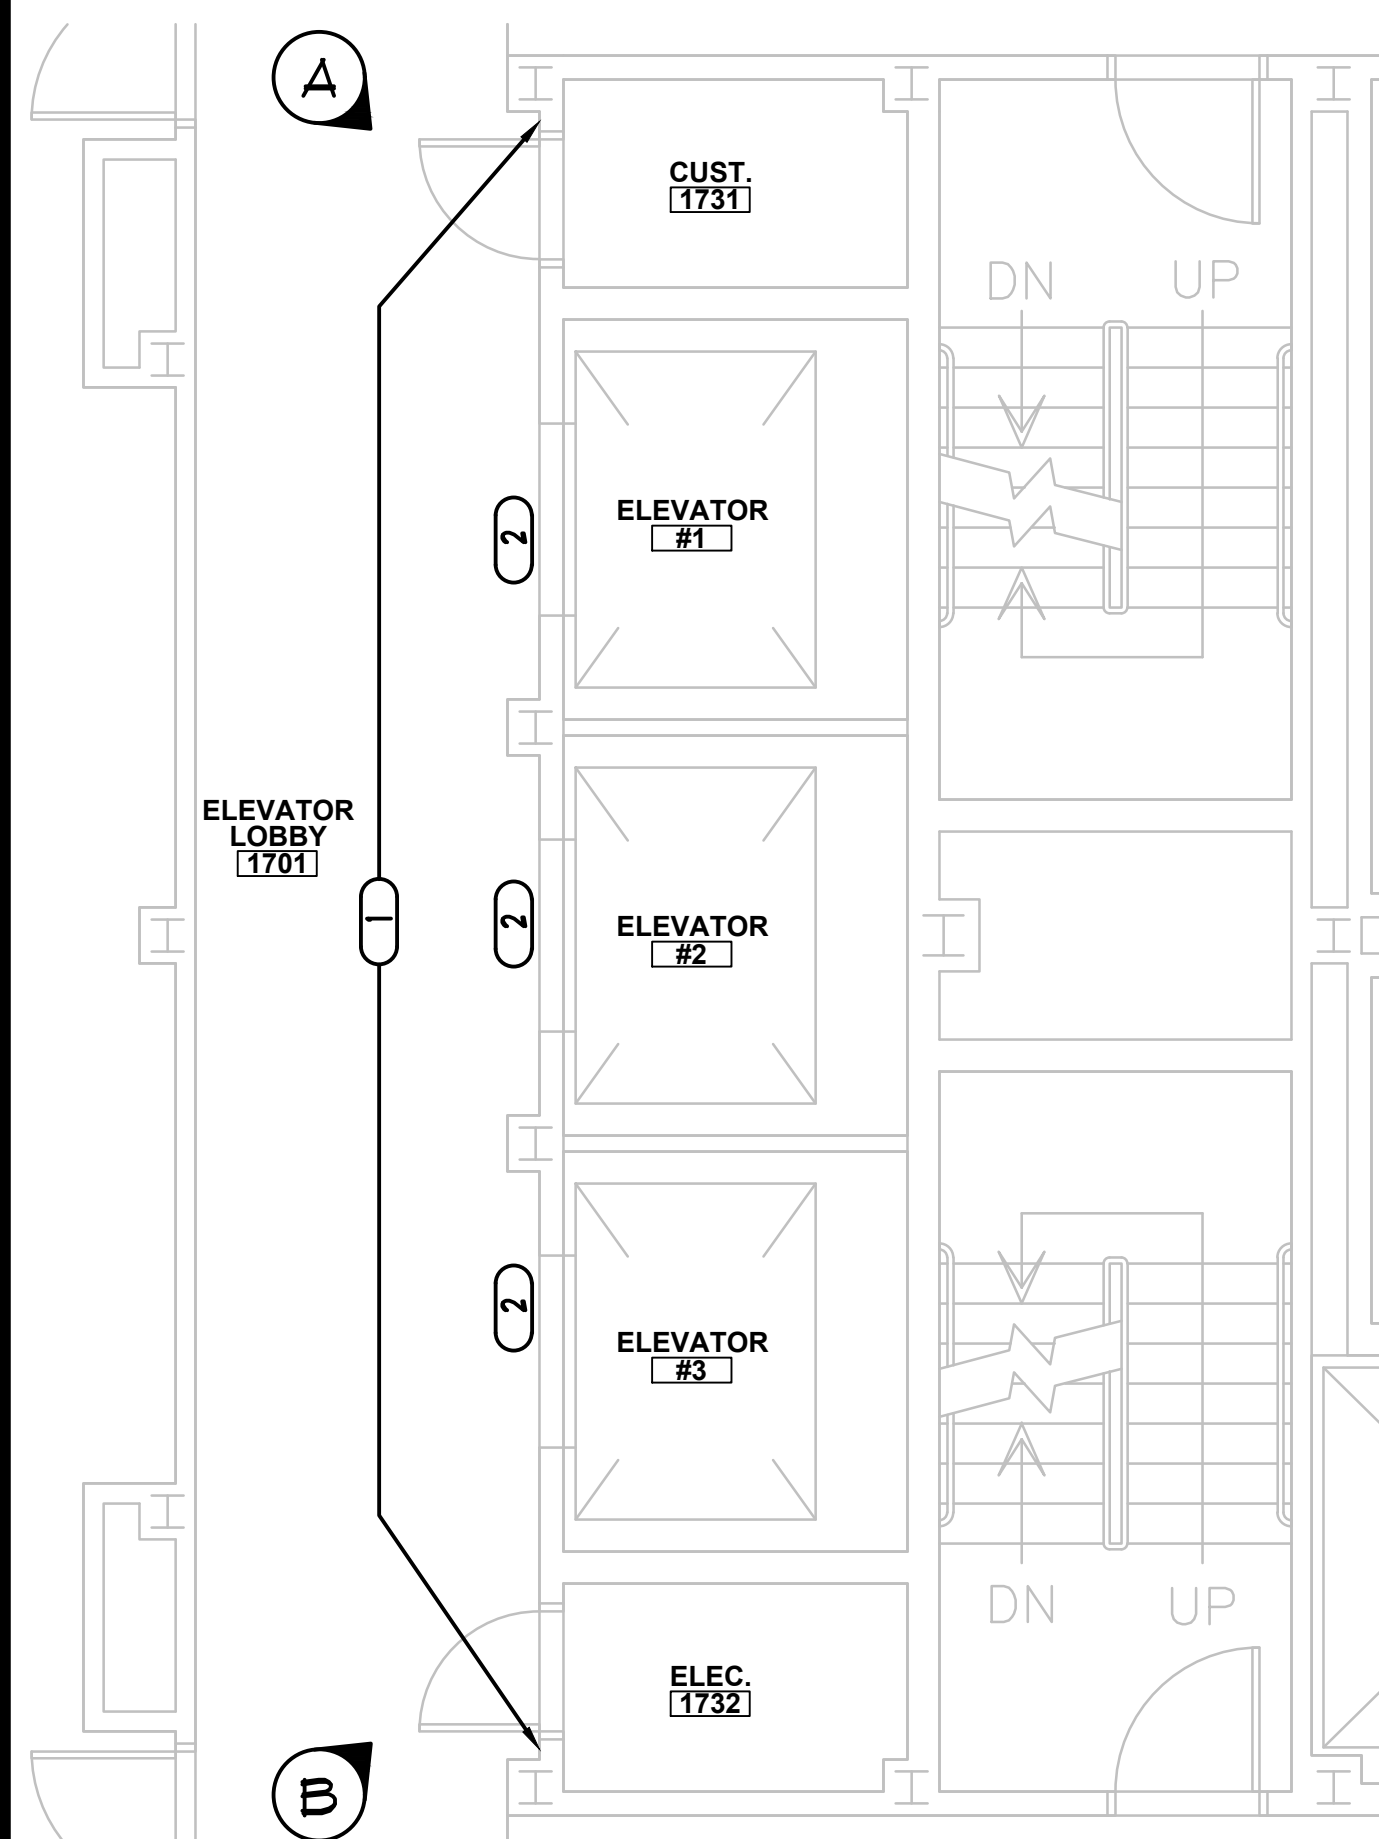 A
CUST.
1731
DN
UP
ELEVATOR
#1
2
ELEVATOR
LOBBY
1701
1
2
ELEVATOR
#2
2
ELEVATOR
#3
DN
UP
ELEC.
1732
B